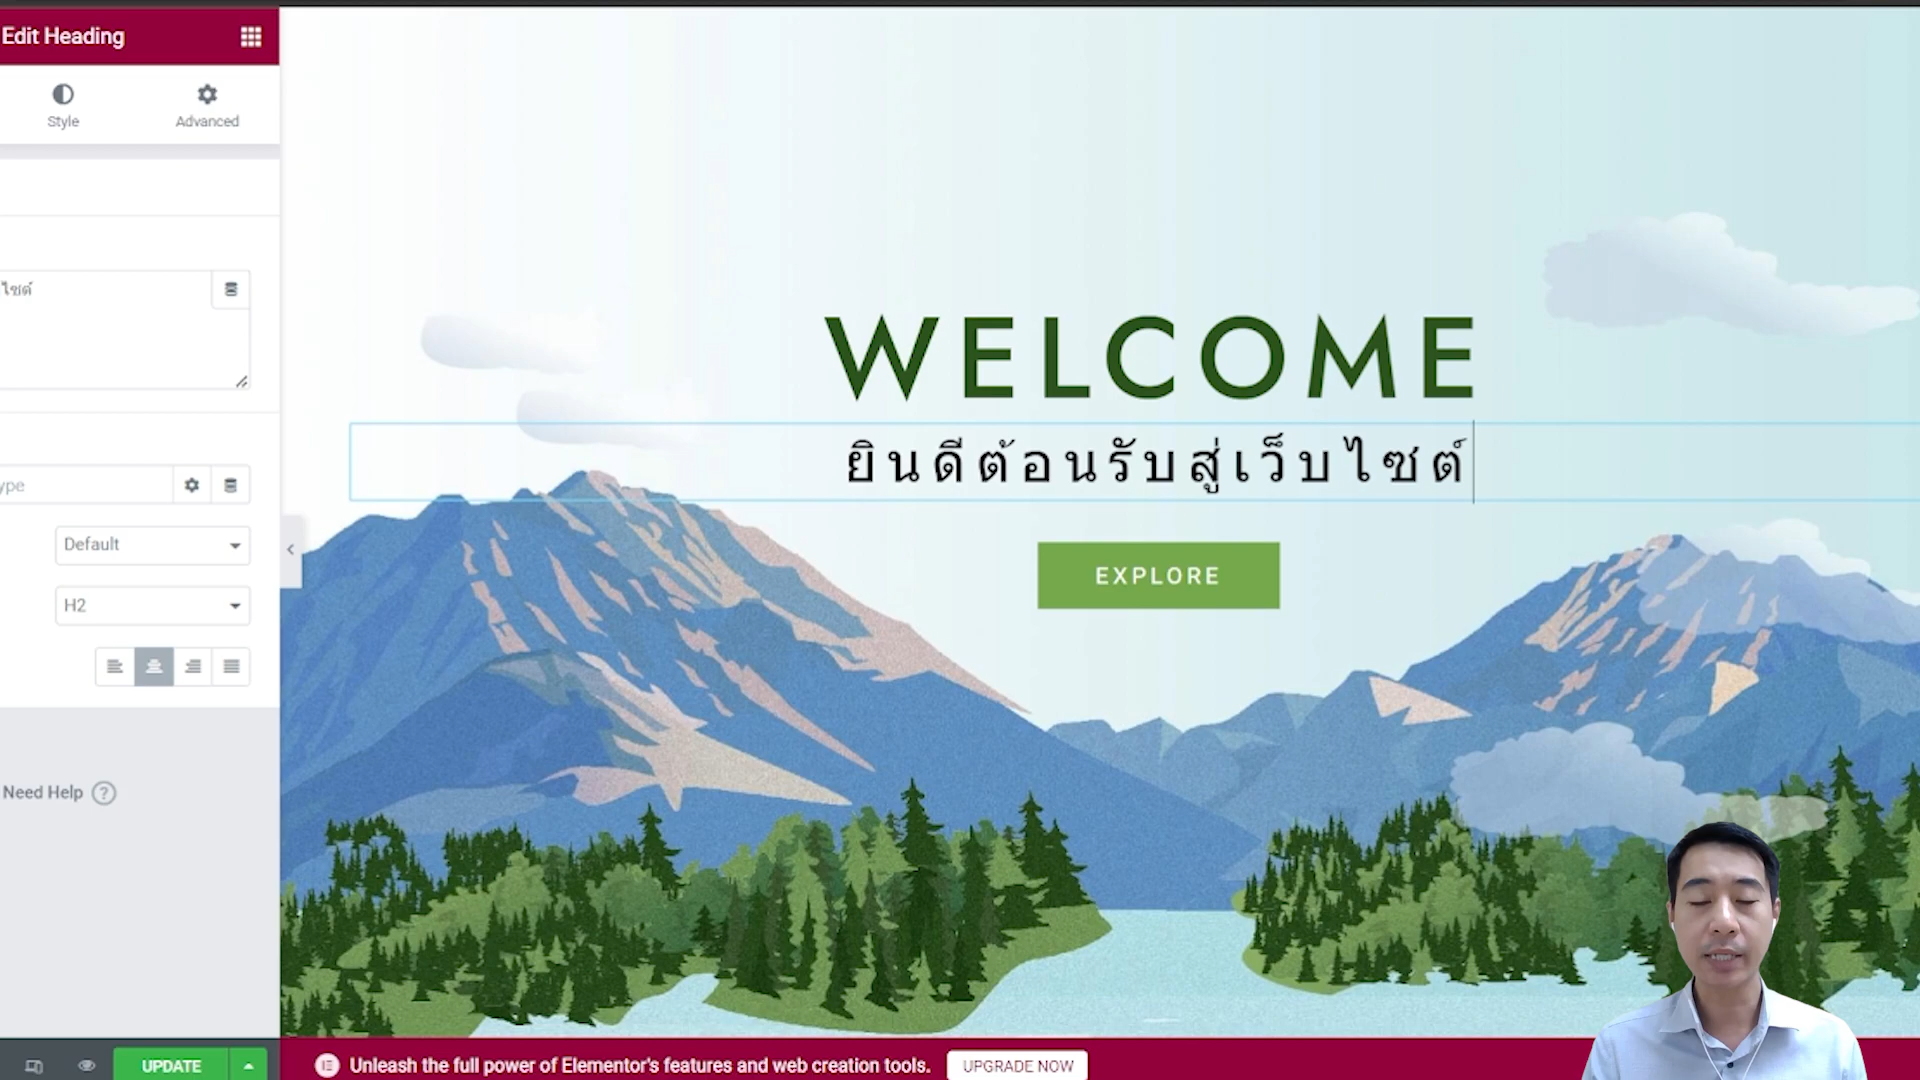 Edit Heading
Style
Advanced
ไซต์
WELCOME
ยินดีต้อนรับสู่เว็บไซต์
ype
Default
EXPLORE
H2
Need Help ?
UPDATE
Unleash the full power of Elementor's features and web creation tools.
UPGRADE NOW